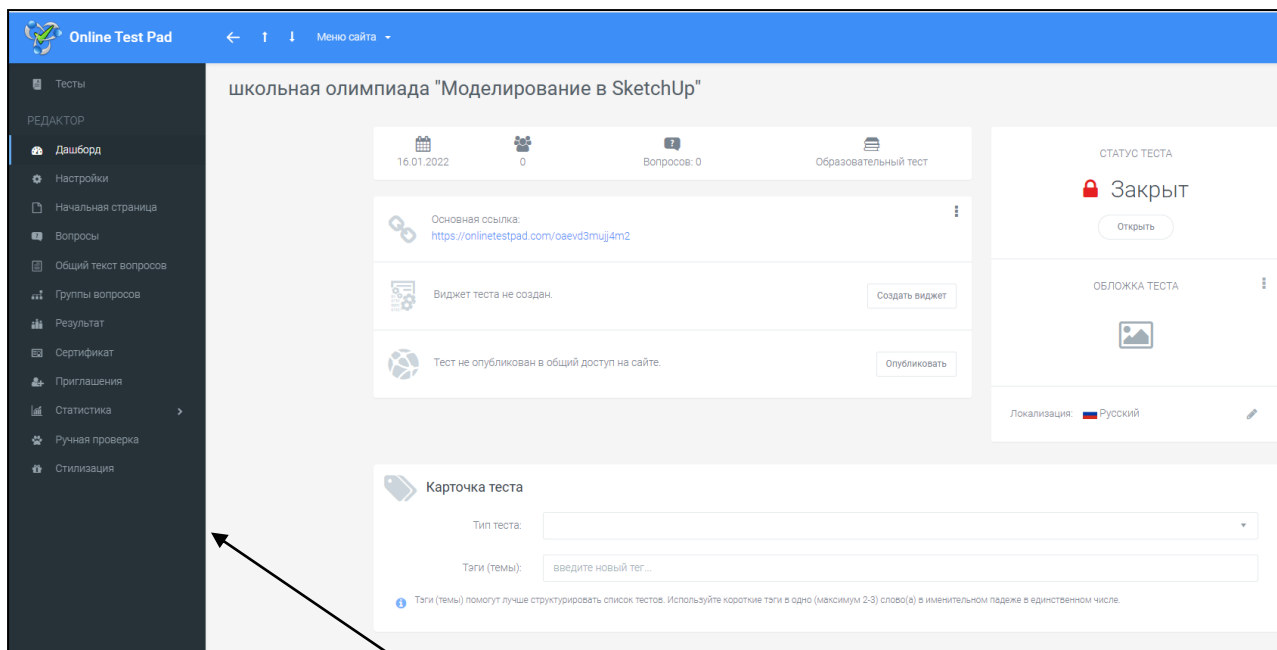 Online Test Pad
Меню сайта
Тесты
РЕДАКТОР
Дашборд
Настройки
Начальная страница
Вопросы
Общий текст вопросов
Группы вопросов
Результат
Сертификат
Приглашения
Статистика
Ручная проверка
Стилизация
школьная олимпиада "Моделирование в SketchUp"
16.01.2022
0
Вопросов: 0
Образовательный тест
Основная ссылка:
https://onlinetestpad.com/oaevd3mujj4m2
Виджет теста не создан.
Создать виджет
Тест не опубликован в общий доступ на сайте.
Опубликовать
СТАТУС ТЕСТА
Закрыт
Открыть
ОБЛОЖКА ТЕСТА
Локализация: Русский
Карточка теста
Тип теста:
Тэги (темы): введите новый тег...
Тэги (темы) помогут лучше структурировать список тестов. Используйте короткие тэги в одно (максимум 2-3) слово(а) в именительном падеже в единственном числе.